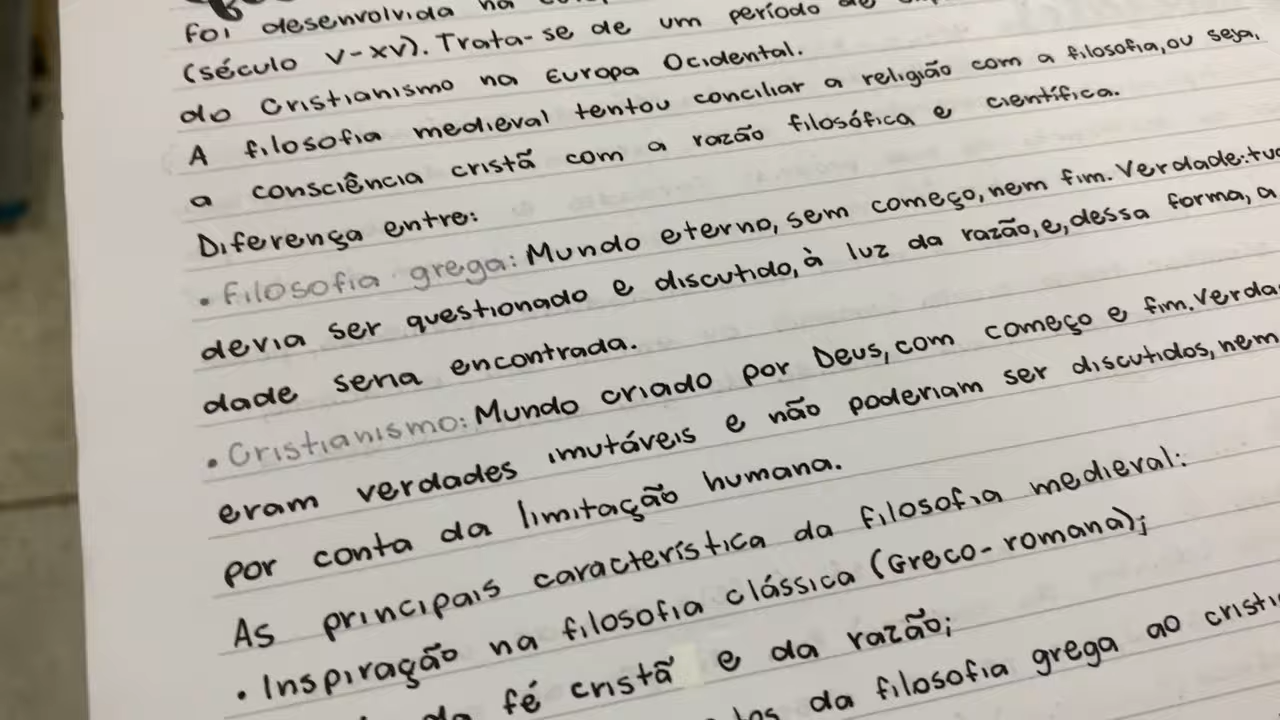 foi desenvolvida na
(século V-XV). Trata-se de um período de
do Cristianismo na Europa Ocidental.
A filosofia medieval tentou conciliar a religião com a filosofia, ou seja,
a consciência cristã com a razão filosófica e científica.
Diferença entre:
• Filosofia grega: Mundo eterno, sem começo, nem fim. Verdade: tu
devia ser questionado e discutido, à luz da razão, e, dessa forma, a
dade seria encontrada.
• Cristianismo: Mundo criado por Deus, com começo e fim. Verda
eram verdades imutáveis e não poderiam ser discutidos, nem
por conta da limitação humana.
As principais característica da filosofia medieval:
• Inspiração na filosofia clássica (Greco-romana);
da fé cristã e da razão;
da filosofia grega ao cristi